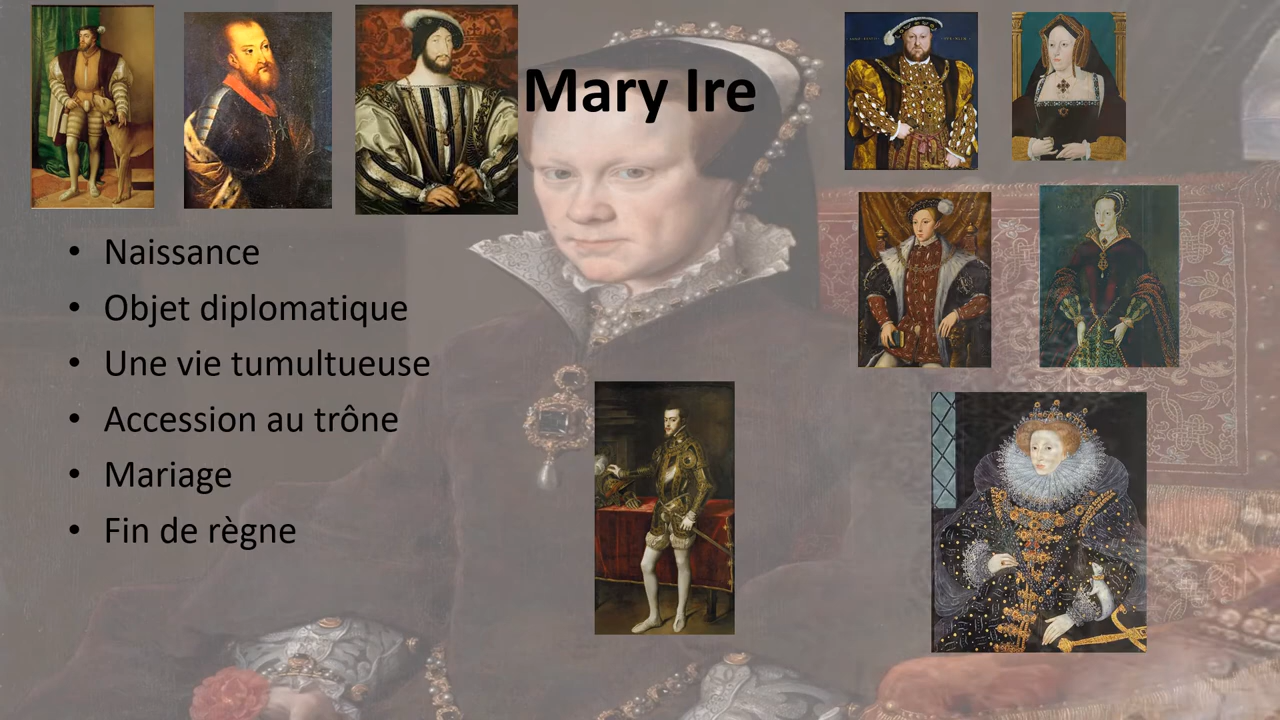 Mary Ire
• Naissance
• Objet diplomatique
• Une vie tumultueuse
• Accession au trône
• Mariage
• Fin de règne